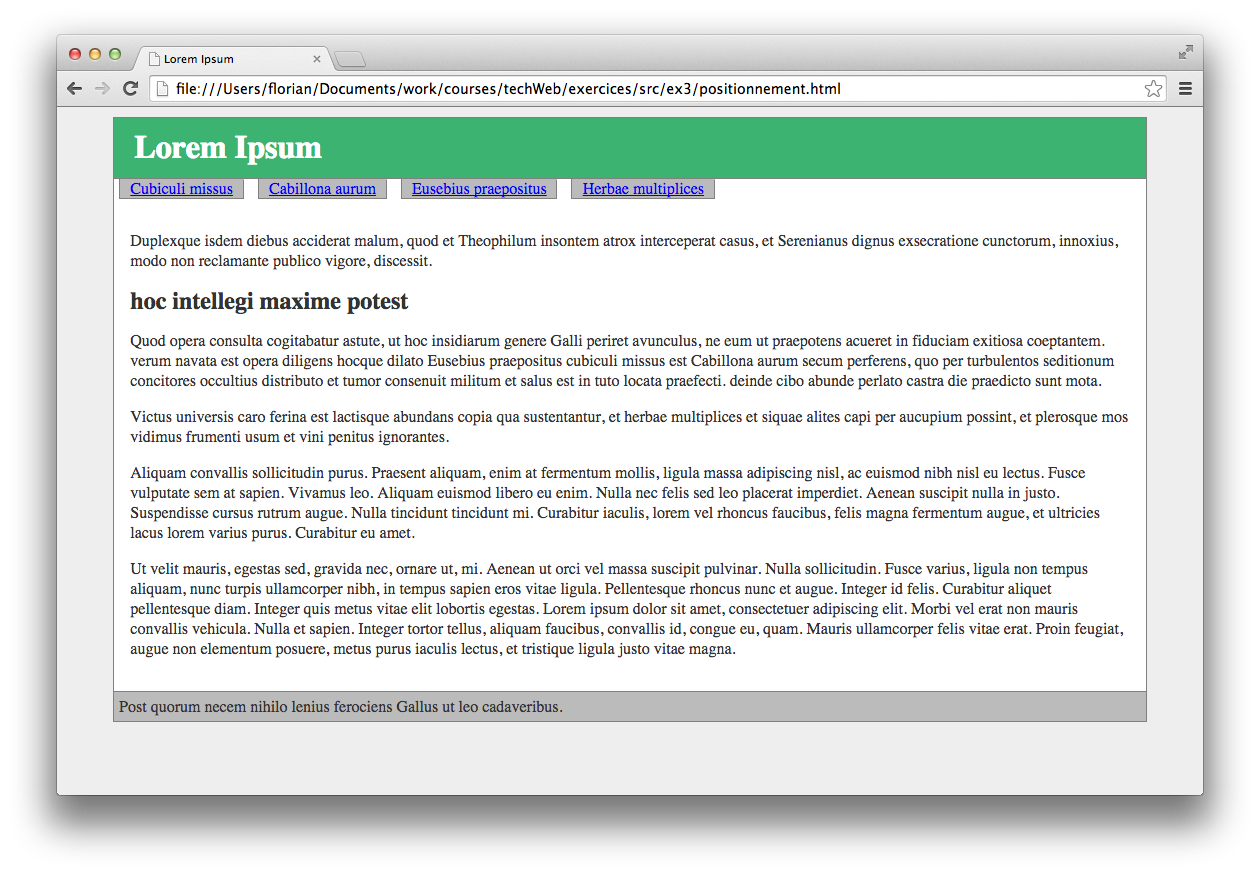 Lorem Ipsum
file:///Users/florian/Documents/work/courses/techWeb/exercices/src/ex3/positionnement.html
Lorem Ipsum
Cubiculi missus Cabillona aurum Eusebius praepositus Herbae multiplices
Duplexque isdem diebus acciderat malum, quod et Theophilum insontem atrox interceperat casus, et Serenianus dignus exsecratione cunctorum, innoxius,
modo non reclamante publico vigore, discessit.
hoc intellegi maxime potest
Quod opera consulta cogitabatur astute, ut hoc insidiarum genere Galli periret avunculus, ne eum ut praepotens acueret in fiduciam exitiosa coeptantem.
verum navata est opera diligens hocque dilato Eusebius praepositus cubiculi missus est Cabillona aurum secum perferens, quo per turbulentos seditionum
concitores occultius distributo et tumor consenuit militum et salus est in tuto locata praefecti. deinde cibo abunde perlato castra die praedicto sunt mota.
Victus universis caro ferina est lactisque abundans copia qua sustentantur, et herbae multiplices et siquae alites capi per aucupium possint, et plerosque mos
vidimus frumenti usum et vini penitus ignorantes.
Aliquam convallis sollicitudin purus. Praesent aliquam, enim at fermentum mollis, ligula massa adipiscing nisl, ac euismod nibh nisl eu lectus. Fusce
vulputate sem at sapien. Vivamus leo. Aliquam euismod libero eu enim. Nulla nec felis sed leo placerat imperdiet. Aenean suscipit nulla in justo.
Suspendisse cursus rutrum augue. Nulla tincidunt tincidunt mi. Curabitur iaculis, lorem vel rhoncus faucibus, felis magna fermentum augue, et ultricies
lacus lorem varius purus. Curabitur eu amet.
Ut velit mauris, egestas sed, gravida nec, ornare ut, mi. Aenean ut orci vel massa suscipit pulvinar. Nulla sollicitudin. Fusce varius, ligula non tempus
aliquam, nunc turpis ullamcorper nibh, in tempus sapien eros vitae ligula. Pellentesque rhoncus nunc et augue. Integer id felis. Curabitur aliquet
pellentesque diam. Integer quis metus vitae elit lobortis egestas. Lorem ipsum dolor sit amet, consectetuer adipiscing elit. Morbi vel erat non mauris
convallis vehicula. Nulla et sapien. Integer tortor tellus, aliquam faucibus, convallis id, congue eu, quam. Mauris ullamcorper felis vitae erat. Proin feugiat,
augue non elementum posuere, metus purus iaculis lectus, et tristique ligula justo vitae magna.
Post quorum necem nihilo lenius ferociens Gallus ut leo cadaveribus.